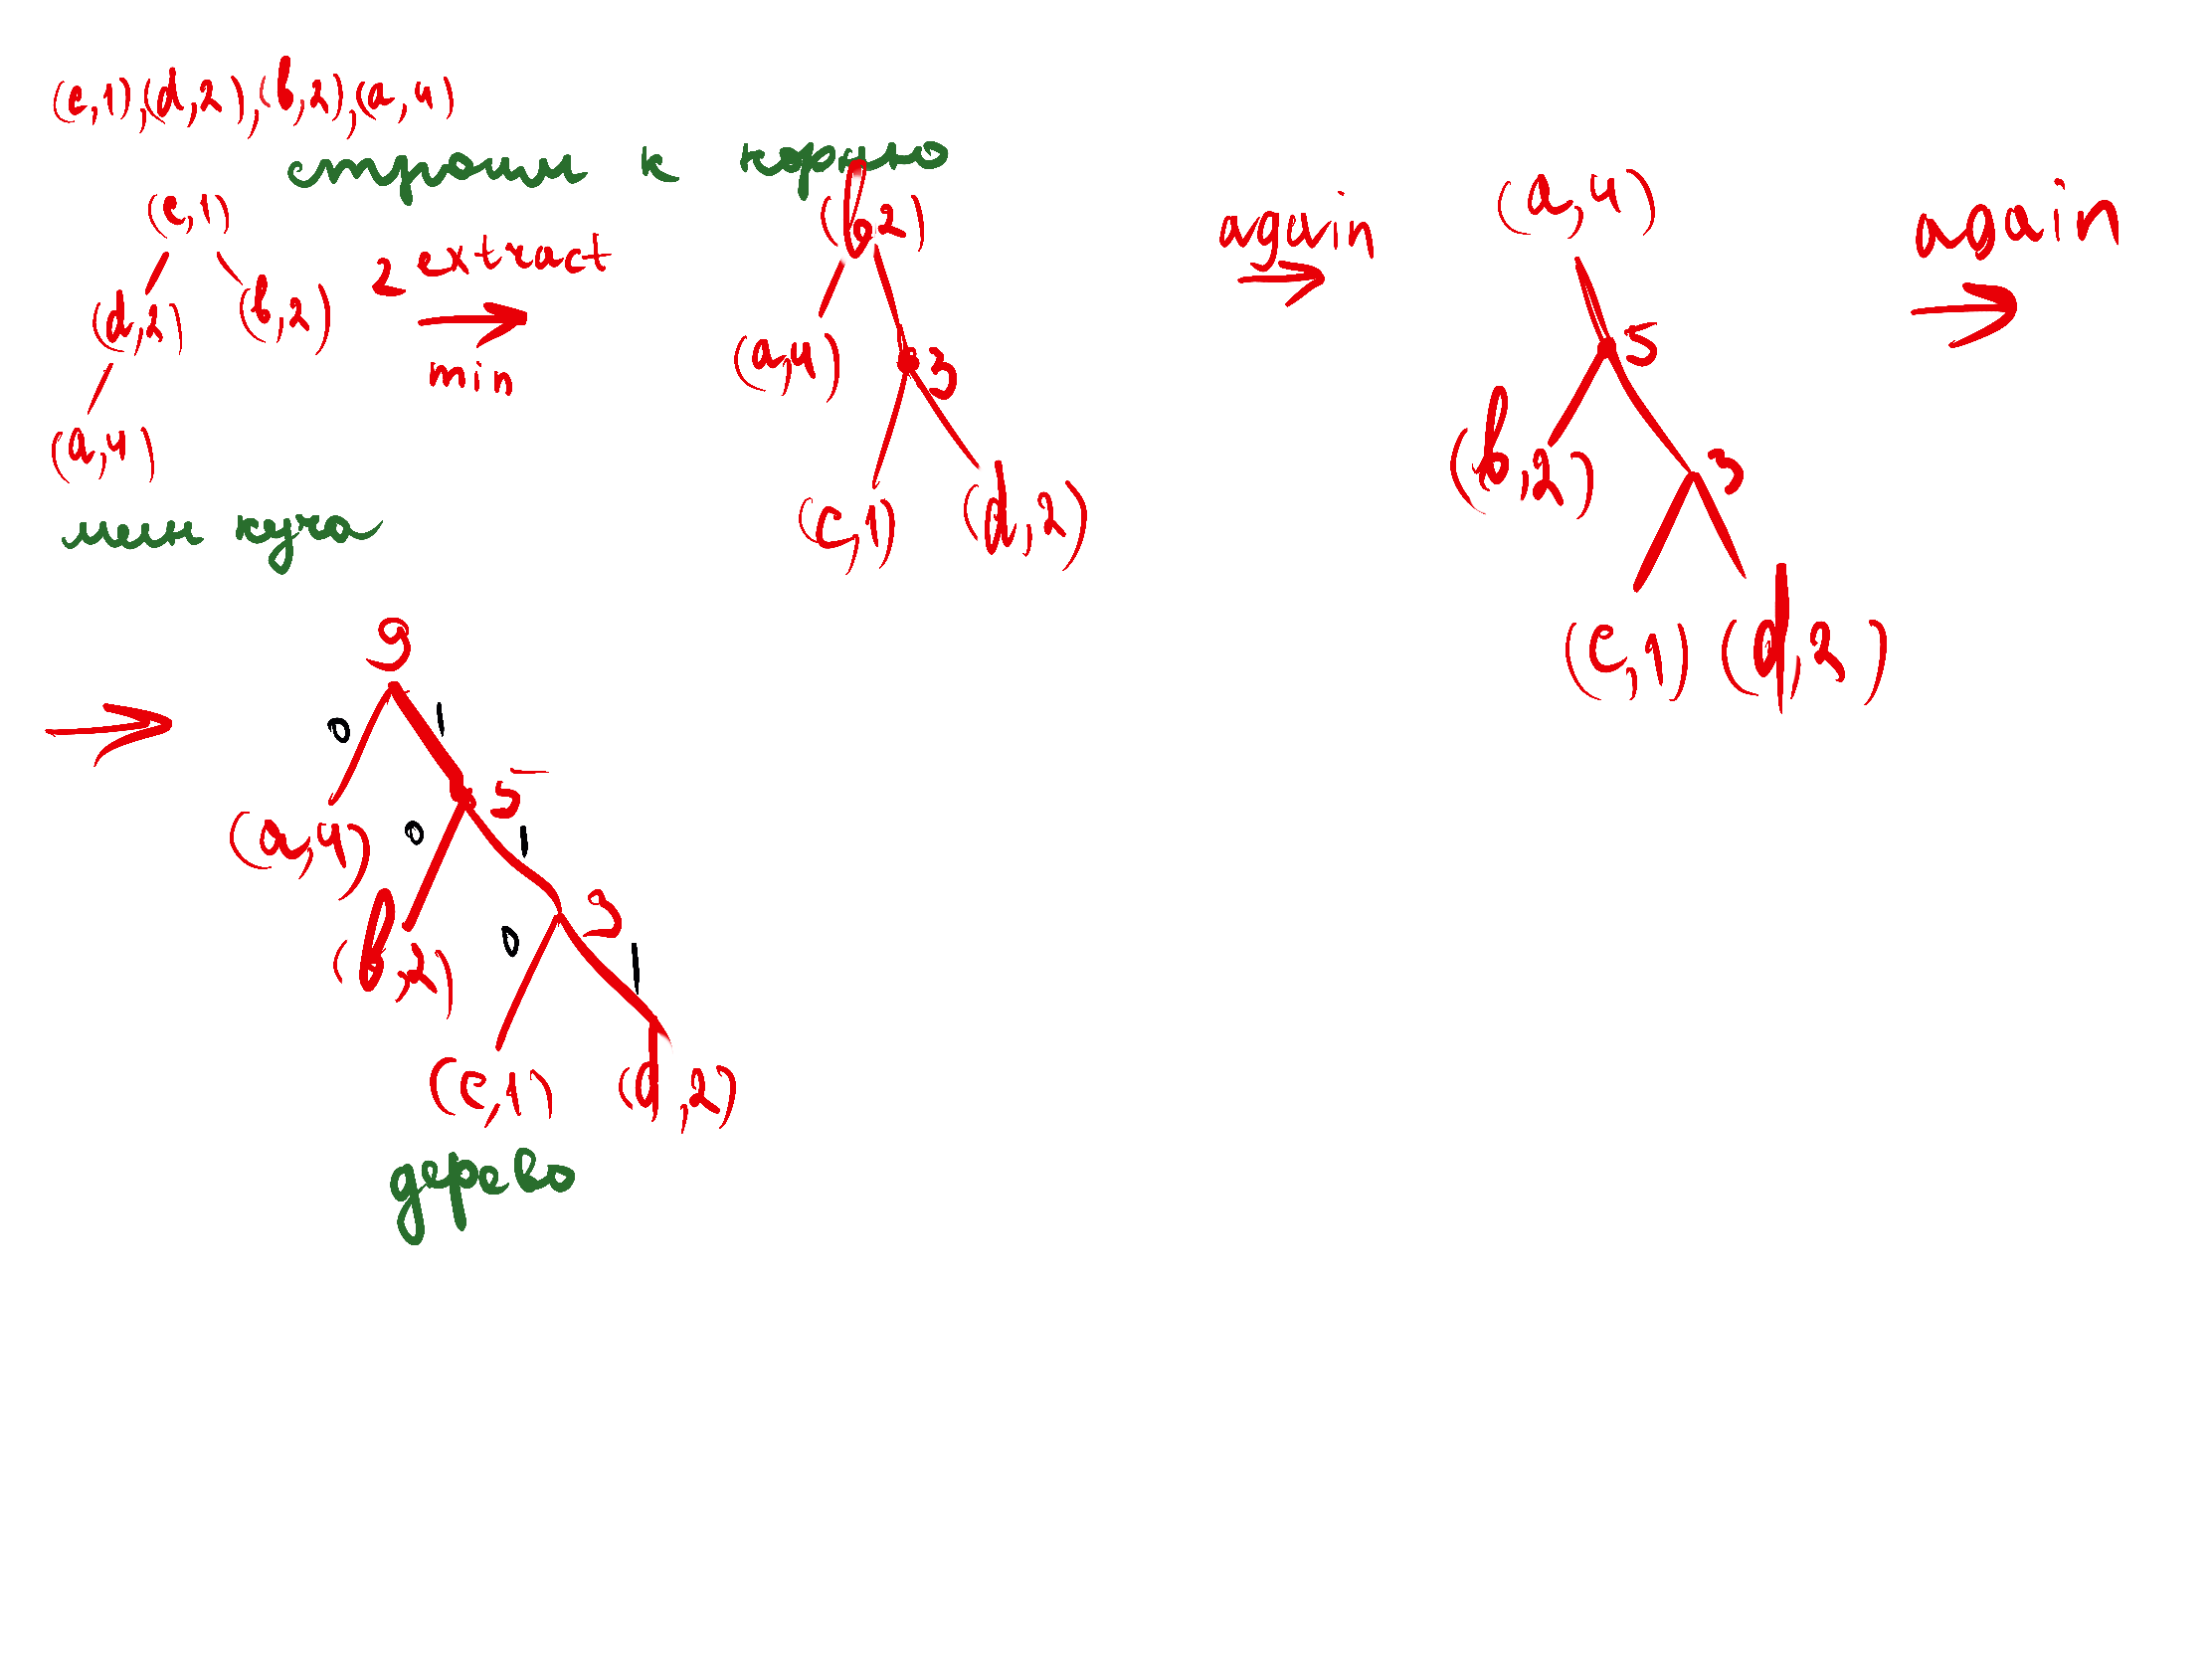 (c,1),(d,2),(b,2),(a,4)
строим к корню
(c,1)
(d,2)
(b,2)
(a,4)
мин куча
2 extract
min
(b,2)
(a,4)
3
(c,1)
(d,2)
again
(a,4)
5
(b,2)
3
(c,1)
(d,2)
again
9
0
1
(a,4)
5
0
1
(b,2)
3
0
1
(c,1)
(d,2)
дерево